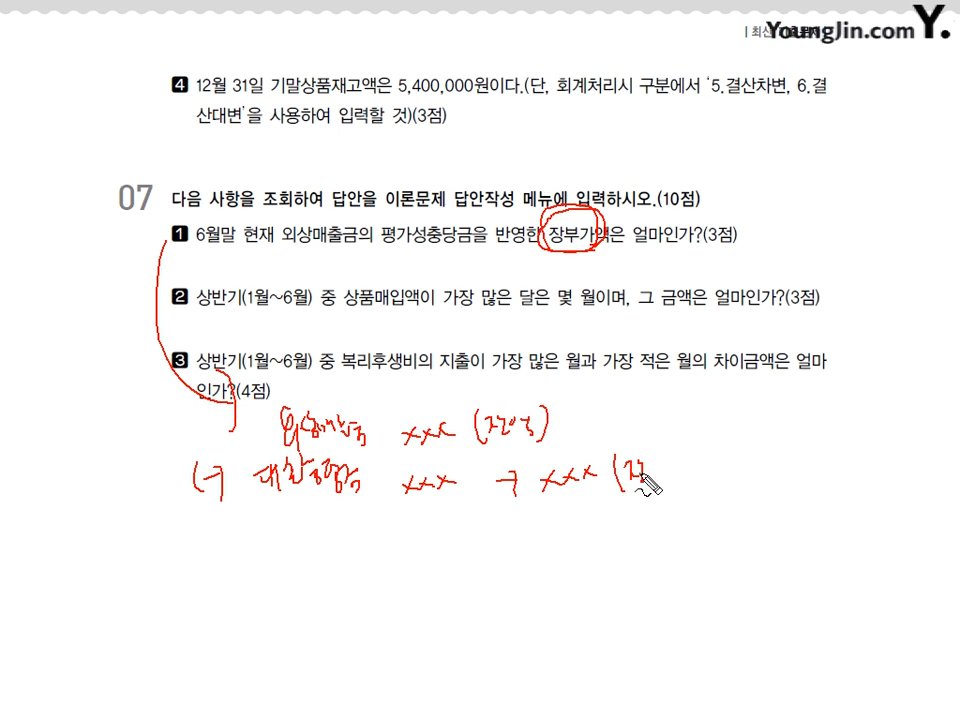 YoungJin.com Y.
| 최신
4 12월 31일 기말상품재고액은 5,400,000원이다.(단, 회계처리시 구분에서 ‘5.결산차변, 6.결
산대변’을 사용하여 입력할 것)(3점)
07 다음 사항을 조회하여 답안을 이론문제 답안작성 메뉴에 입력하시오.(10점)
1 6월말 현재 외상매출금의 평가성충당금을 반영한 장부가액은 얼마인가?(3점)
2 상반기(1월~6월) 중 상품매입액이 가장 많은 달은 몇 월이며, 그 금액은 얼마인가?(3점)
3 상반기(1월~6월) 중 복리후생비의 지출이 가장 많은 월과 가장 적은 월의 차이금액은 얼마
인가?(4점)
외상매출금 xxx (잔액)
(-) 대손충당금 xxx → xxx